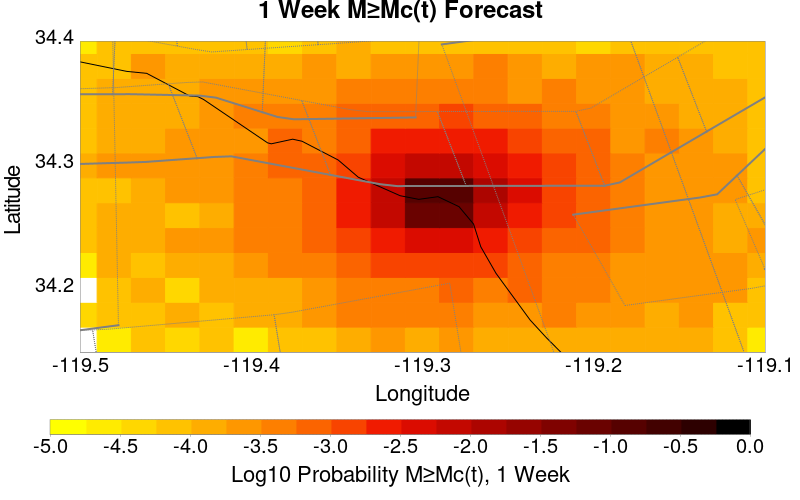 1 Week M≥Mc(t) Forecast
34.4
34.3
34.2
Latitude
-119.5 -119.4 -119.3 -119.2 -119.1
Longitude
-5.0 -4.5 -4.0 -3.5 -3.0 -2.5 -2.0 -1.5 -1.0 -0.5 0.0
Log10 Probability M≥Mc(t), 1 Week